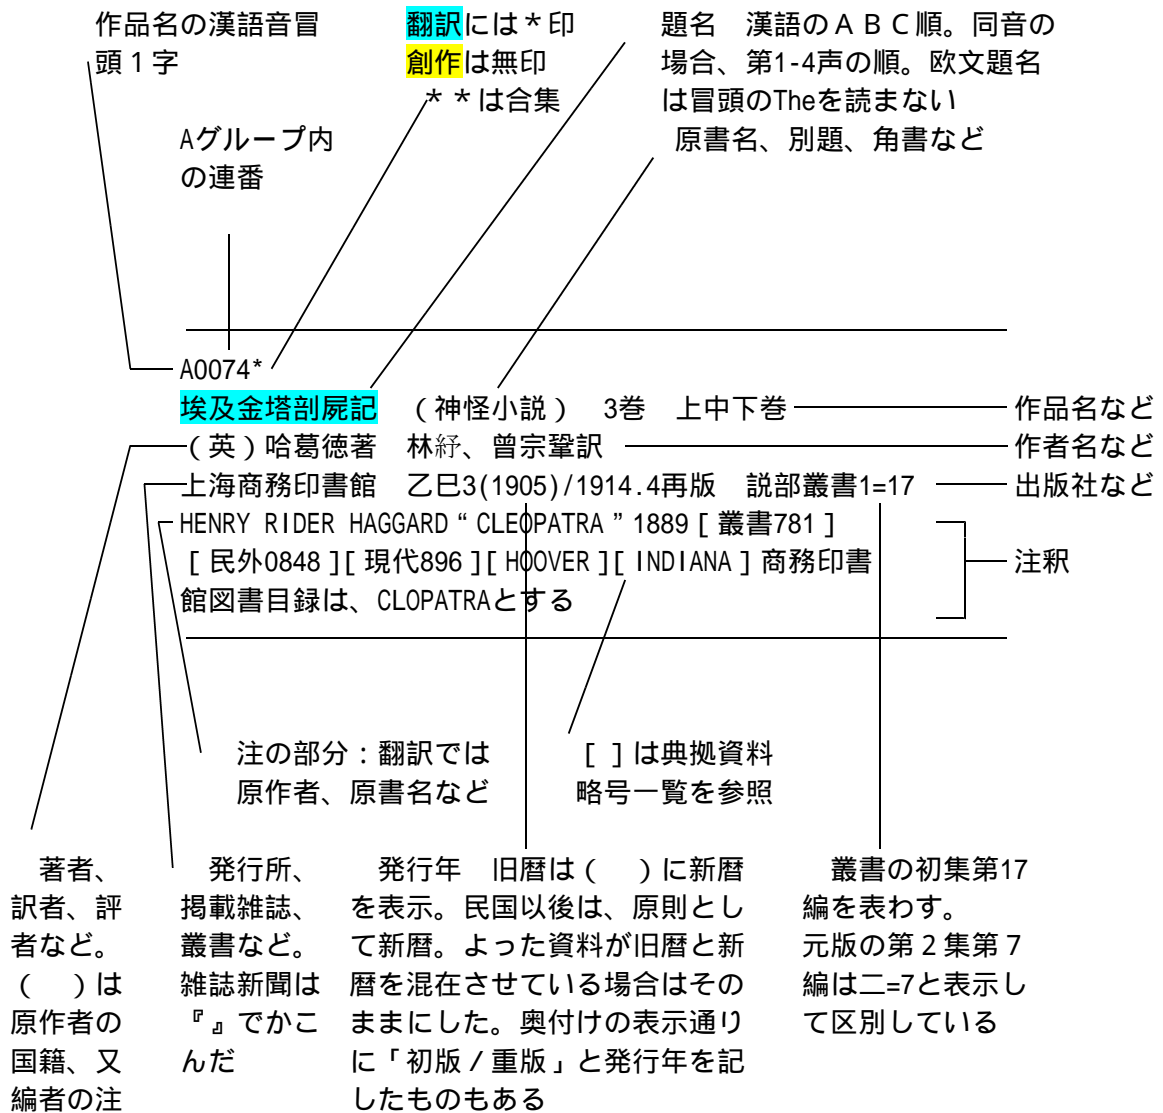 作品名の漢語音冒
頭１字
Aグループ内
の連番
翻訳には＊印
創作は無印
＊＊は合集
題名　漢語のＡＢＣ順。同音の
場合、第1-4声の順。欧文題名
は冒頭のTheを読まない
原書名、別題、角書など
A0074*
埃及金塔剖屍記　（神怪小説）　3巻　上中下巻
作品名など
（英）哈葛徳著　林紓、曾宗鞏訳
作者名など
上海商務印書館　乙巳3(1905)/1914.4再版　説部叢書1=17
出版社など
HENRY RIDER HAGGARD“CLEOPATRA”1889［叢書781］
［民外0848］［現代896］［HOOVER］［INDIANA］商務印書
館図書目録は、CLOPATRAとする
注釈
注の部分：翻訳では
原作者、原書名など
［ ］は典拠資料
略号一覧を参照
著者、
訳者、評
者など。
（　）は
原作者の
国籍、又
編者の注
発行所、
掲載雑誌、
叢書など。
雑誌新聞は
『』でかこ
んだ
発行年　旧暦は（　）に新暦
を表示。民国以後は、原則とし
て新暦。よった資料が旧暦と新
暦を混在させている場合はその
ままにした。奥付けの表示通り
に「初版／重版」と発行年を記
したものもある
叢書の初集第17
編を表わす。
元版の第２集第７
編は二=7と表示し
て区別している